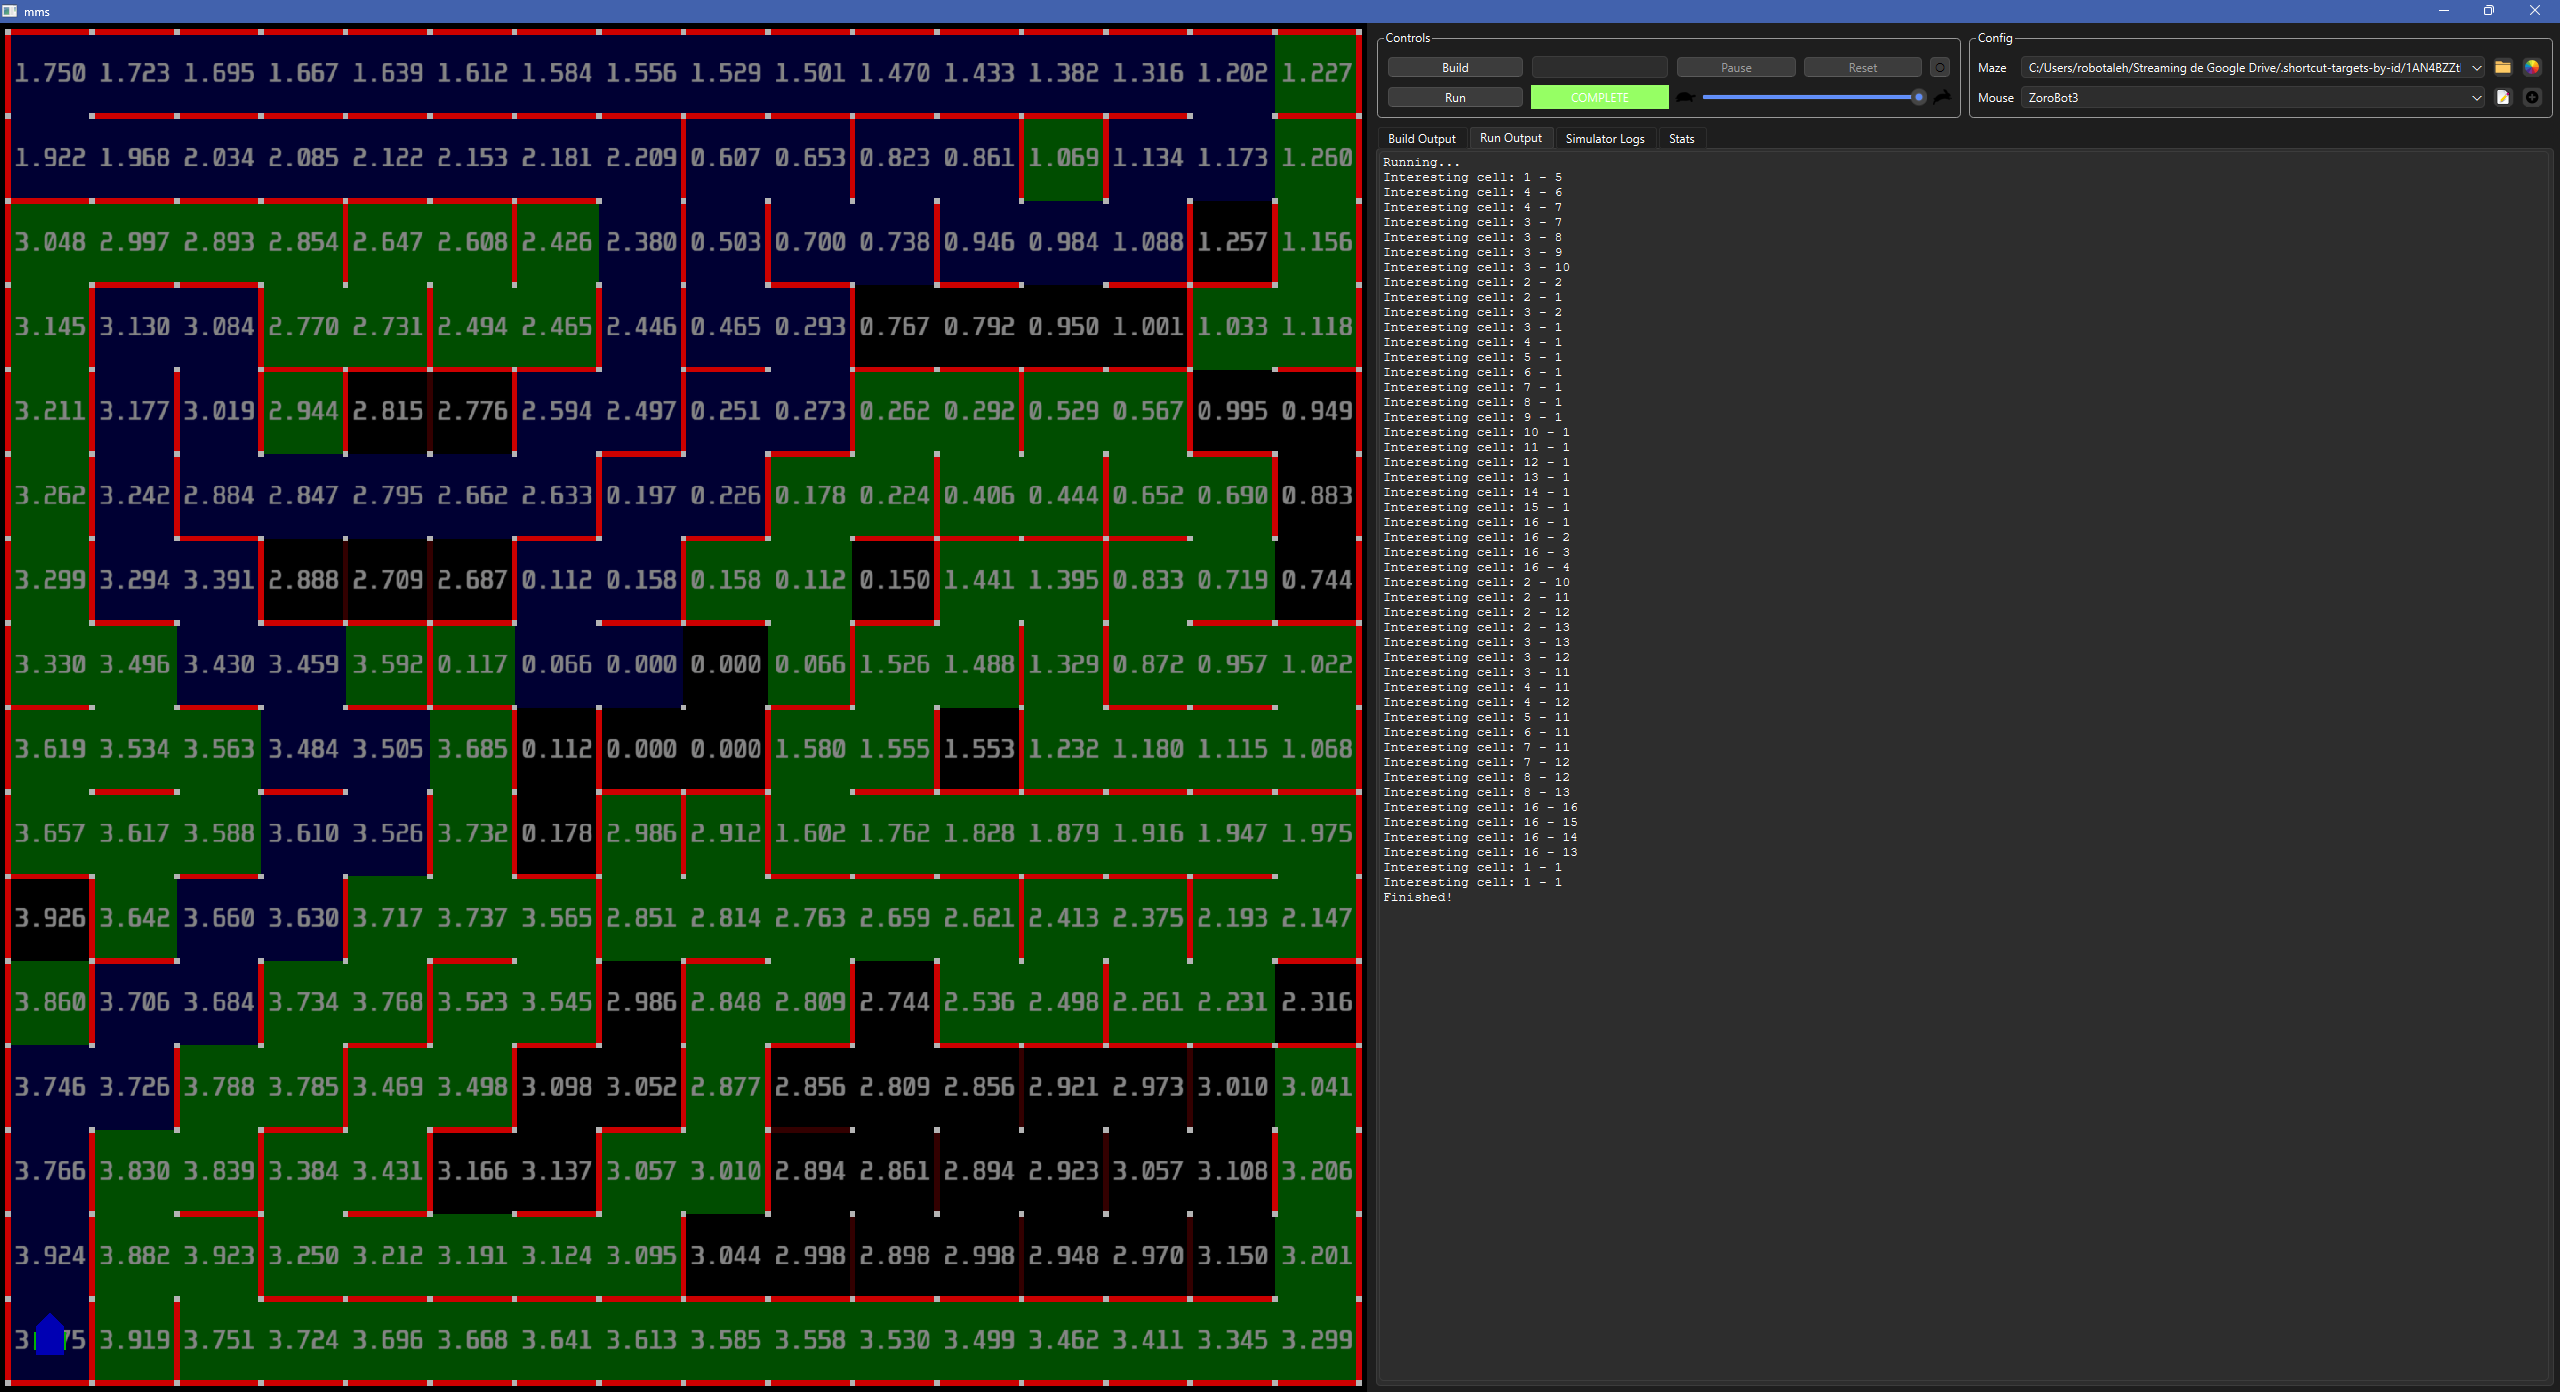 mms
Controls
Config
Build
Pause
Reset
Maze
C:/Users/robotaleh/Streaming de Google Drive/.shortcut-targets-by-id/1AN4BZZt
Run
COMPLETE
Mouse
ZoroBot3
Build Output
Run Output
Simulator Logs
Stats
1.750 1.723 1.695 1.667 1.639 1.612 1.584 1.556 1.529 1.501 1.470 1.433 1.382 1.316 1.202 1.227
1.922 1.968 2.034 2.085 2.122 2.153 2.181 2.209 0.607 0.653 0.823 0.861 1.069 1.134 1.173 1.260
3.048 2.997 2.893 2.854 2.647 2.608 2.426 2.380 0.503 0.700 0.738 0.946 0.984 1.088 1.257 1.156
3.145 3.130 3.084 2.770 2.731 2.494 2.465 2.446 0.465 0.293 0.767 0.792 0.950 1.001 1.033 1.118
3.211 3.177 3.019 2.944 2.815 2.776 2.594 2.497 0.251 0.273 0.262 0.292 0.529 0.567 0.995 0.949
3.262 3.242 2.884 2.847 2.795 2.662 2.633 0.197 0.226 0.178 0.224 0.406 0.444 0.652 0.690 0.883
3.299 3.294 3.391 2.888 2.709 2.687 0.112 0.158 0.158 0.112 0.150 1.441 1.395 0.833 0.719 0.744
3.330 3.496 3.430 3.459 3.592 0.117 0.066 0.000 0.000 0.066 1.526 1.488 1.329 0.872 0.957 1.022
3.619 3.534 3.563 3.484 3.505 3.685 0.112 0.000 0.000 1.580 1.555 1.553 1.232 1.180 1.115 1.068
3.657 3.617 3.588 3.610 3.526 3.732 0.178 2.986 2.912 1.602 1.762 1.828 1.879 1.916 1.947 1.975
3.926 3.642 3.660 3.630 3.717 3.737 3.565 2.851 2.814 2.763 2.659 2.621 2.413 2.375 2.193 2.147
3.860 3.706 3.684 3.734 3.768 3.523 3.545 2.986 2.848 2.809 2.744 2.536 2.498 2.261 2.231 2.316
3.746 3.726 3.788 3.785 3.469 3.498 3.098 3.052 2.877 2.856 2.809 2.856 2.921 2.973 3.010 3.041
3.766 3.830 3.839 3.384 3.431 3.166 3.137 3.057 3.010 2.894 2.861 2.894 2.923 3.057 3.108 3.206
3.924 3.882 3.923 3.250 3.212 3.191 3.124 3.095 3.044 2.998 2.898 2.998 2.948 2.970 3.150 3.201
3.919 3.751 3.724 3.696 3.668 3.641 3.613 3.585 3.558 3.530 3.499 3.462 3.411 3.345 3.299
Running...
Interesting cell: 1 - 5
Interesting cell: 4 - 6
Interesting cell: 4 - 7
Interesting cell: 3 - 7
Interesting cell: 3 - 8
Interesting cell: 3 - 9
Interesting cell: 3 - 10
Interesting cell: 2 - 2
Interesting cell: 2 - 1
Interesting cell: 3 - 2
Interesting cell: 3 - 1
Interesting cell: 4 - 1
Interesting cell: 5 - 1
Interesting cell: 6 - 1
Interesting cell: 7 - 1
Interesting cell: 8 - 1
Interesting cell: 9 - 1
Interesting cell: 10 - 1
Interesting cell: 11 - 1
Interesting cell: 12 - 1
Interesting cell: 13 - 1
Interesting cell: 14 - 1
Interesting cell: 15 - 1
Interesting cell: 16 - 1
Interesting cell: 16 - 2
Interesting cell: 16 - 3
Interesting cell: 16 - 4
Interesting cell: 2 - 10
Interesting cell: 2 - 11
Interesting cell: 2 - 12
Interesting cell: 2 - 13
Interesting cell: 3 - 13
Interesting cell: 3 - 12
Interesting cell: 3 - 11
Interesting cell: 4 - 11
Interesting cell: 4 - 12
Interesting cell: 5 - 11
Interesting cell: 6 - 11
Interesting cell: 7 - 11
Interesting cell: 7 - 12
Interesting cell: 8 - 12
Interesting cell: 8 - 13
Interesting cell: 16 - 16
Interesting cell: 16 - 15
Interesting cell: 16 - 14
Interesting cell: 16 - 13
Interesting cell: 1 - 1
Interesting cell: 1 - 1
Finished!